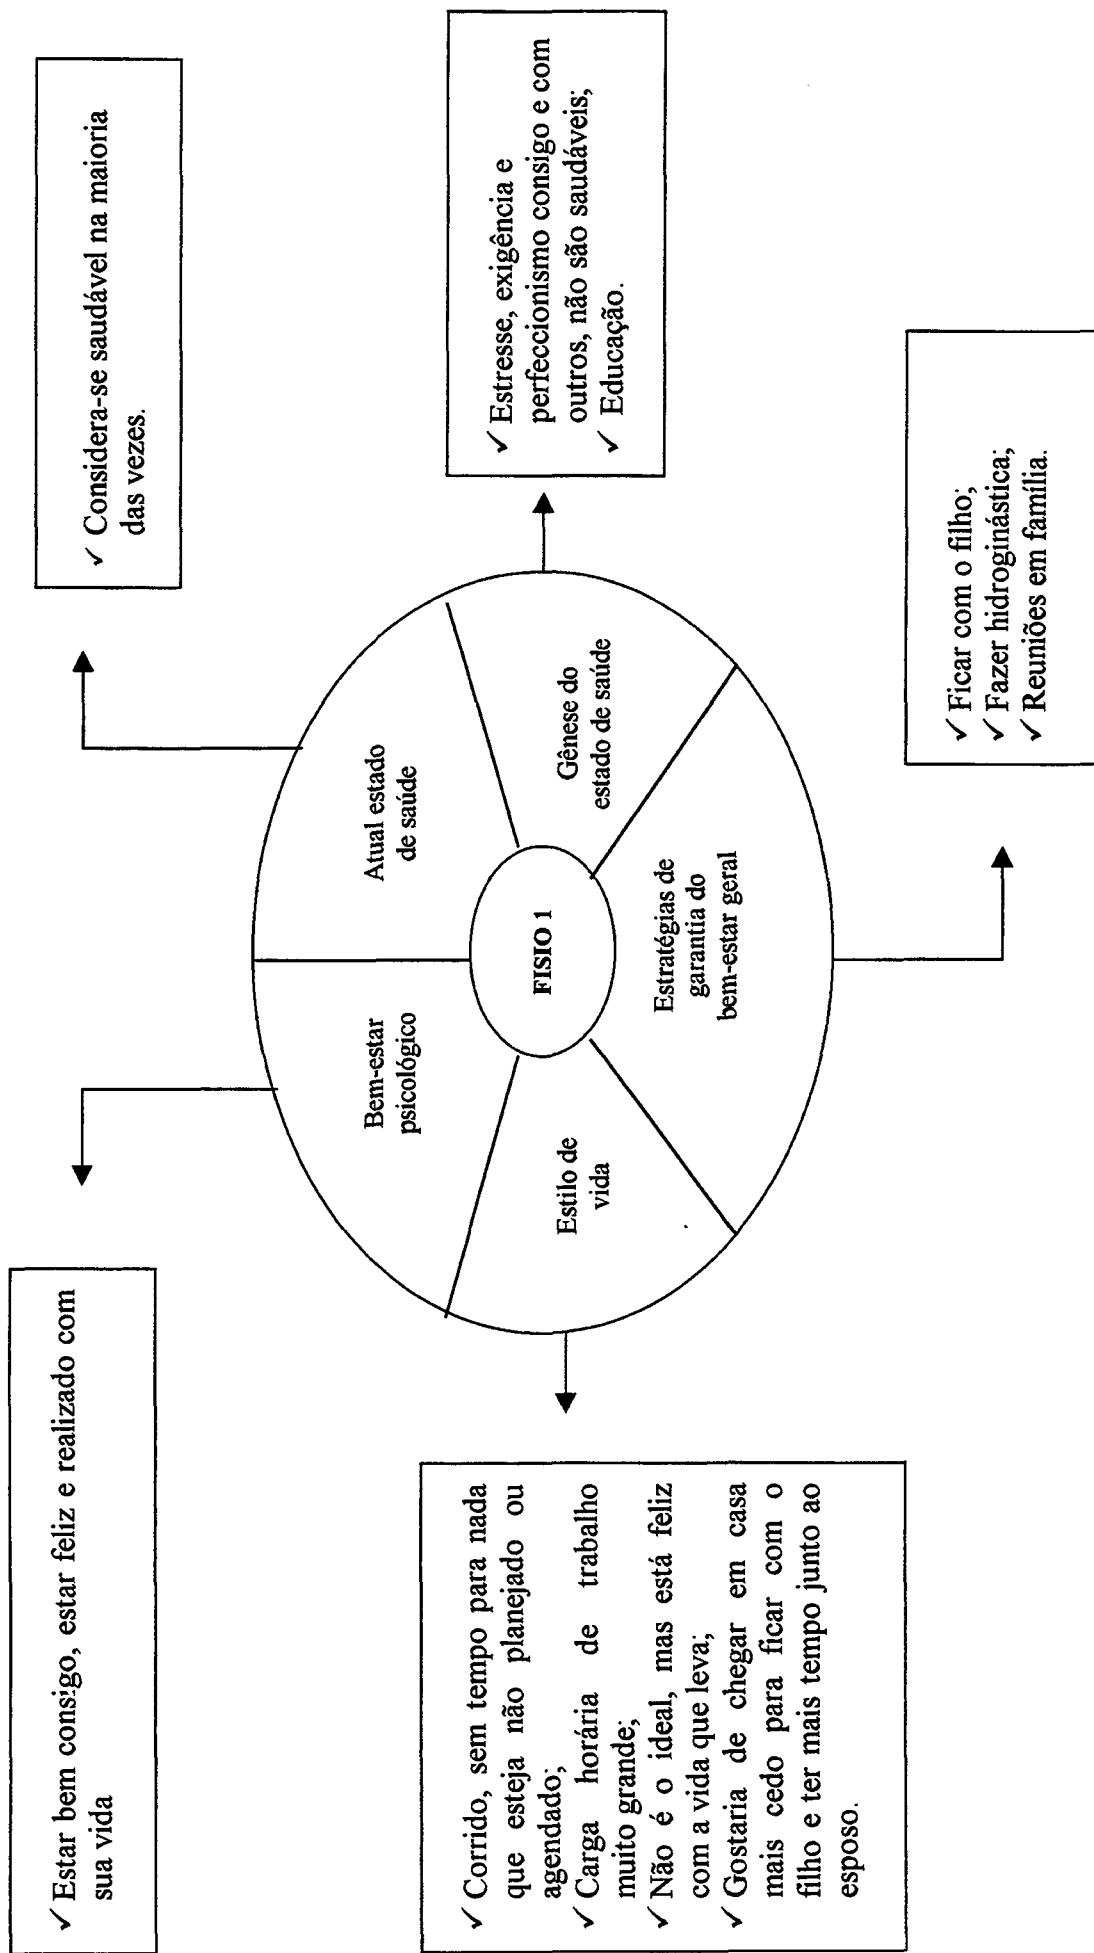 ✓ Estar bem consigo, estar feliz e realizado com
sua vida
✓ Considera-se saudável na maioria
das vezes.
Bem-estar
psicológico
Atual estado
de saúde
✓ Corrido, sem tempo para nada
que esteja não planejado ou
agendado;
✓ Carga horária de trabalho
muito grande;
✓ Não é o ideal, mas está feliz
com a vida que leva;
✓ Gostaria de chegar em casa
mais cedo para ficar com o
filho e ter mais tempo junto ao
esposo.
Estilo de
vida
FISIO 1
Gênese do
estado de saúde
✓ Estresse, exigência e
perfeccionismo consigo e com
outros, não são saudáveis;
✓ Educação.
Estratégias de
garantia do
bem-estar geral
✓ Ficar com o filho;
✓ Fazer hidroginástica;
✓ Reuniões em família.